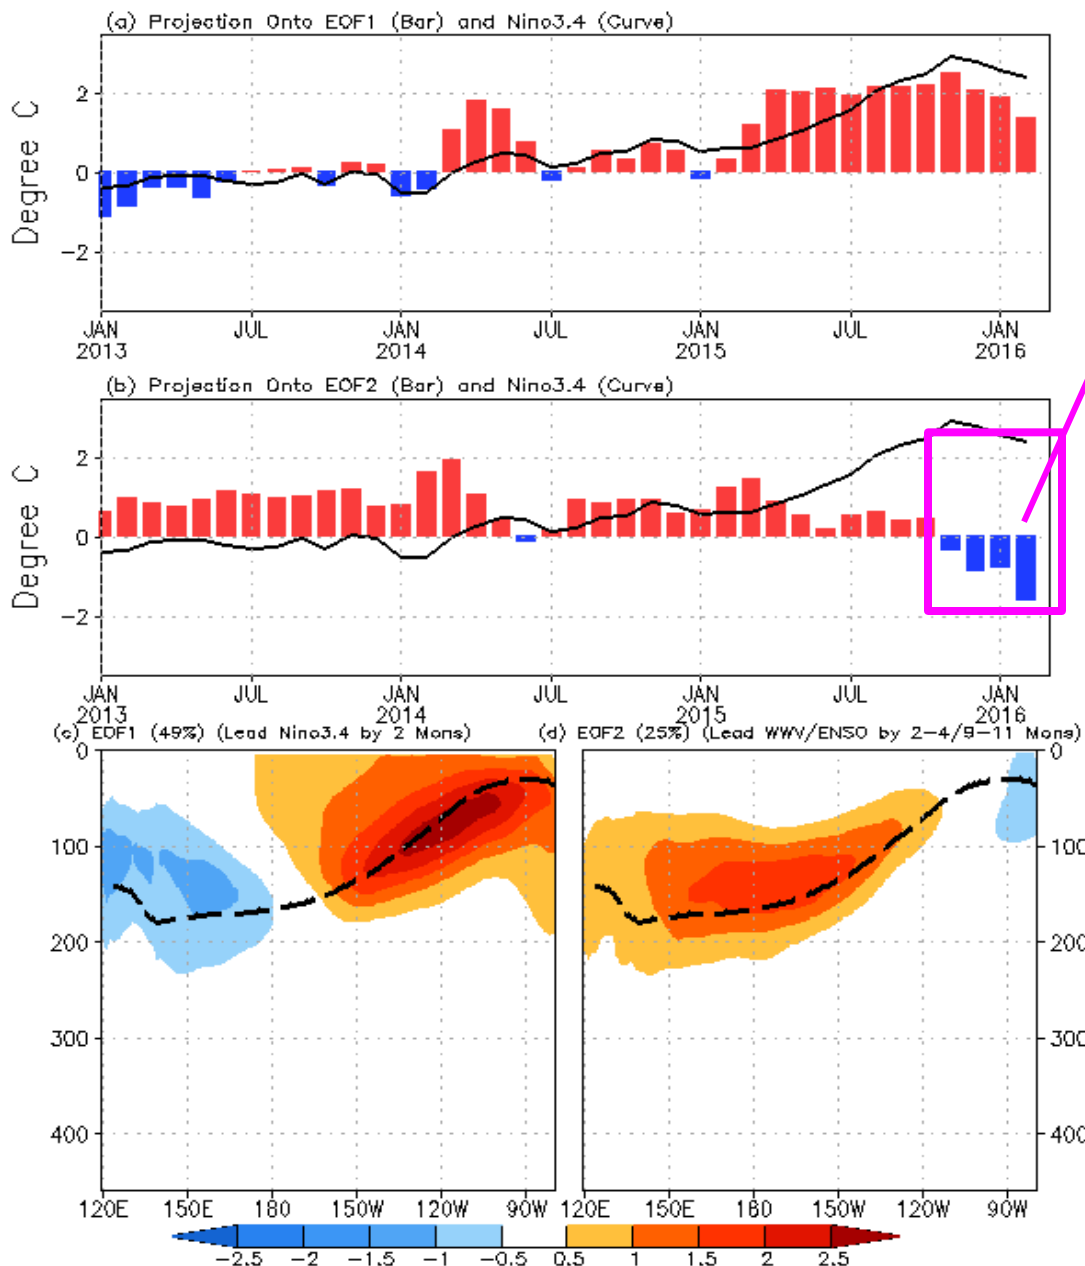 (a) Projection Onto EOF1 (Bar) and Nino3.4 (Curve)
Degree C
2
0
-2
JAN JUL JAN JUL JAN JUL JAN
2013 2014 2015 2016
(b) Projection Onto EOF2 (Bar) and Nino3.4 (Curve)
Degree C
2
0
-2
JAN JUL JAN JUL JAN JUL JAN
2013 2014 2015 2016
(c) EOF1 (49%) (Lead Nino3.4 by 2 Mons)
(d) EOF2 (25%) (Lead WWV/ENSO by 2-4/9-11 Mons)
0 0
100 100
200 200
300 300
400 400
120E 150E 180 150W 120W 90W 120E 150E 180 150W 120W 90W
-2.5 -2 -1.5 -1 -0.5 0.5 1 1.5 2 2.5